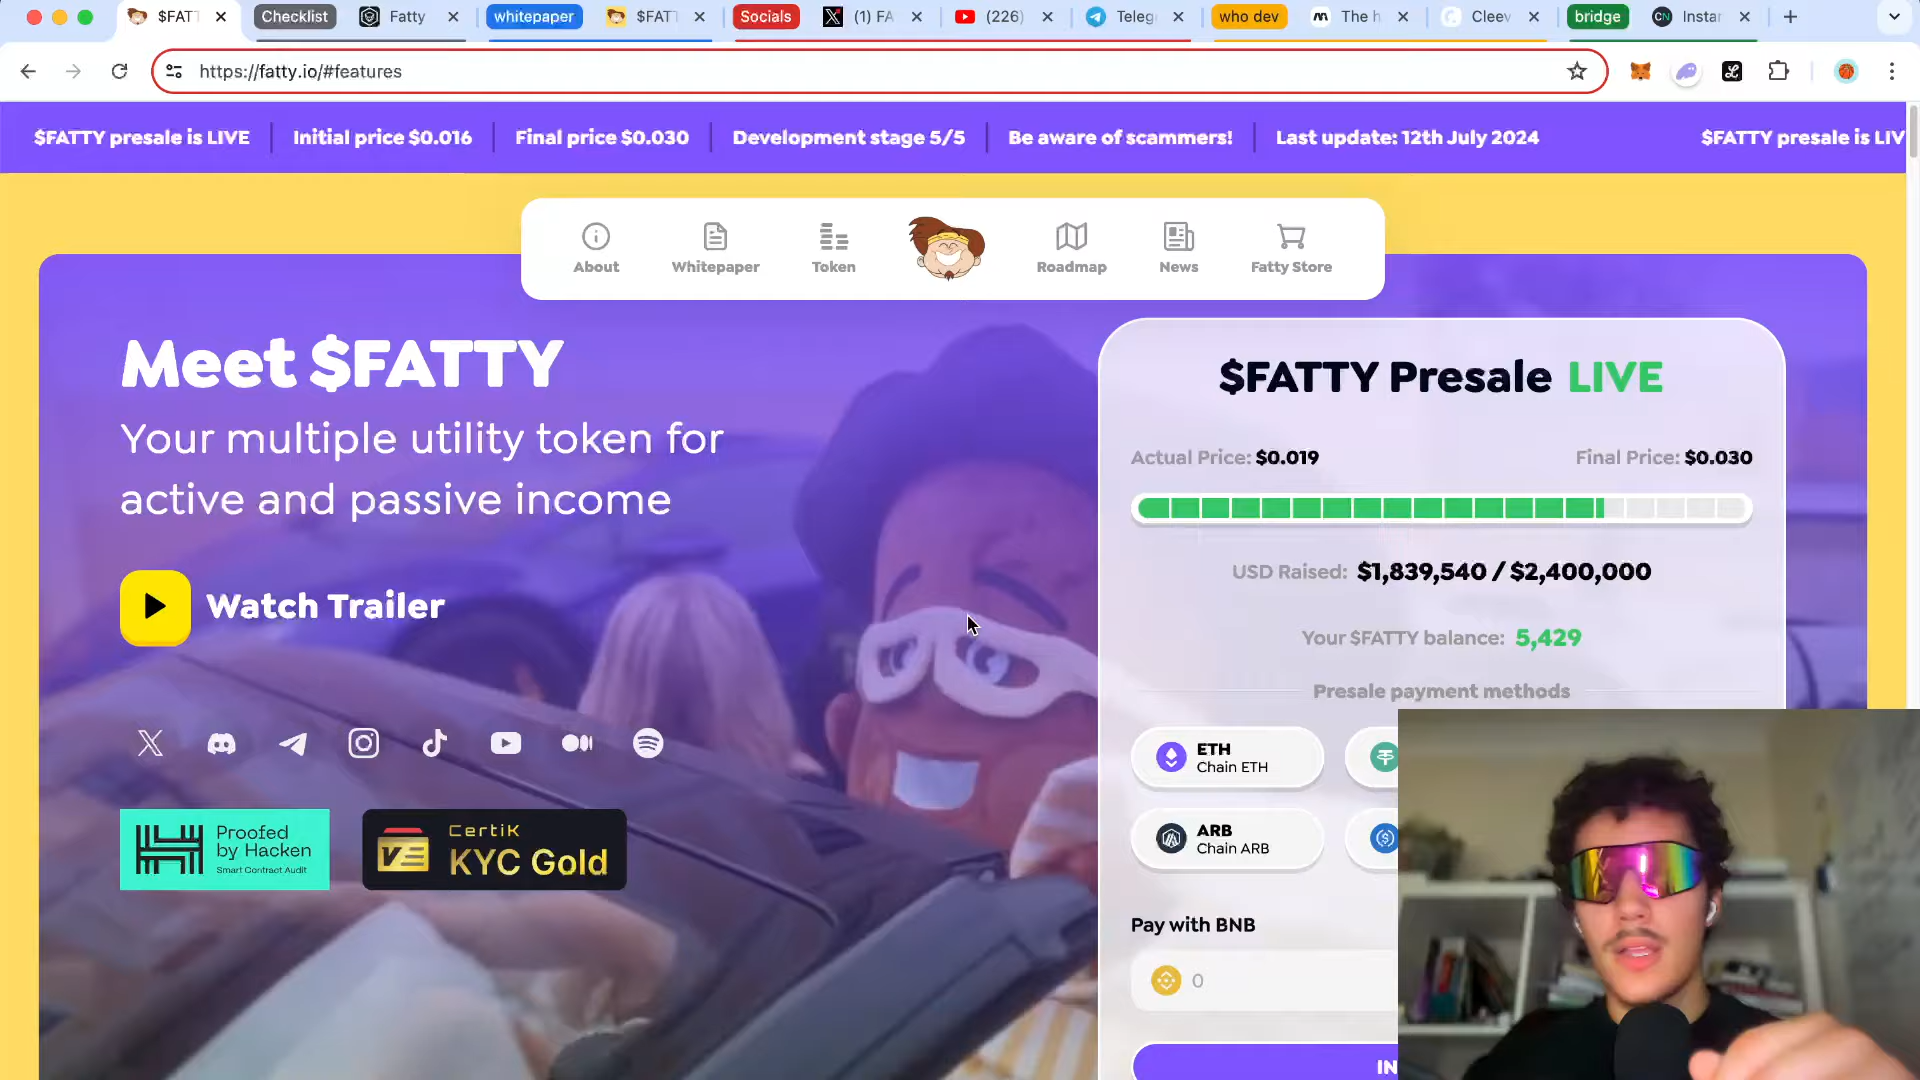 $FATT
Checklist
Fatty
whitepaper
$FAT
Socials
(1) FA
(226)
Teleg
who dev
The h
Cleev
bridge
Instar
https://fatty.io/#features
$FATTY presale is LIVE
Initial price $0.016
Final price $0.030
Development stage 5/5
Be aware of scammers!
Last update: 12th July 2024
$FATTY presale is LIV
About
Whitepaper
Token
Roadmap
News
Fatty Store
Meet $FATTY
Your multiple utility token for
active and passive income
Watch Trailer
Proofed
by Hacken
Smart Contract Audit
CertiK
KYC Gold
$FATTY Presale LIVE
Actual Price: $0.019
Final Price: $0.030
USD Raised: $1,839,540 / $2,400,000
Your $FATTY balance: 5,429
Presale payment methods
ETH
Chain ETH
ARB
Chain ARB
Pay with BNB
0
IN